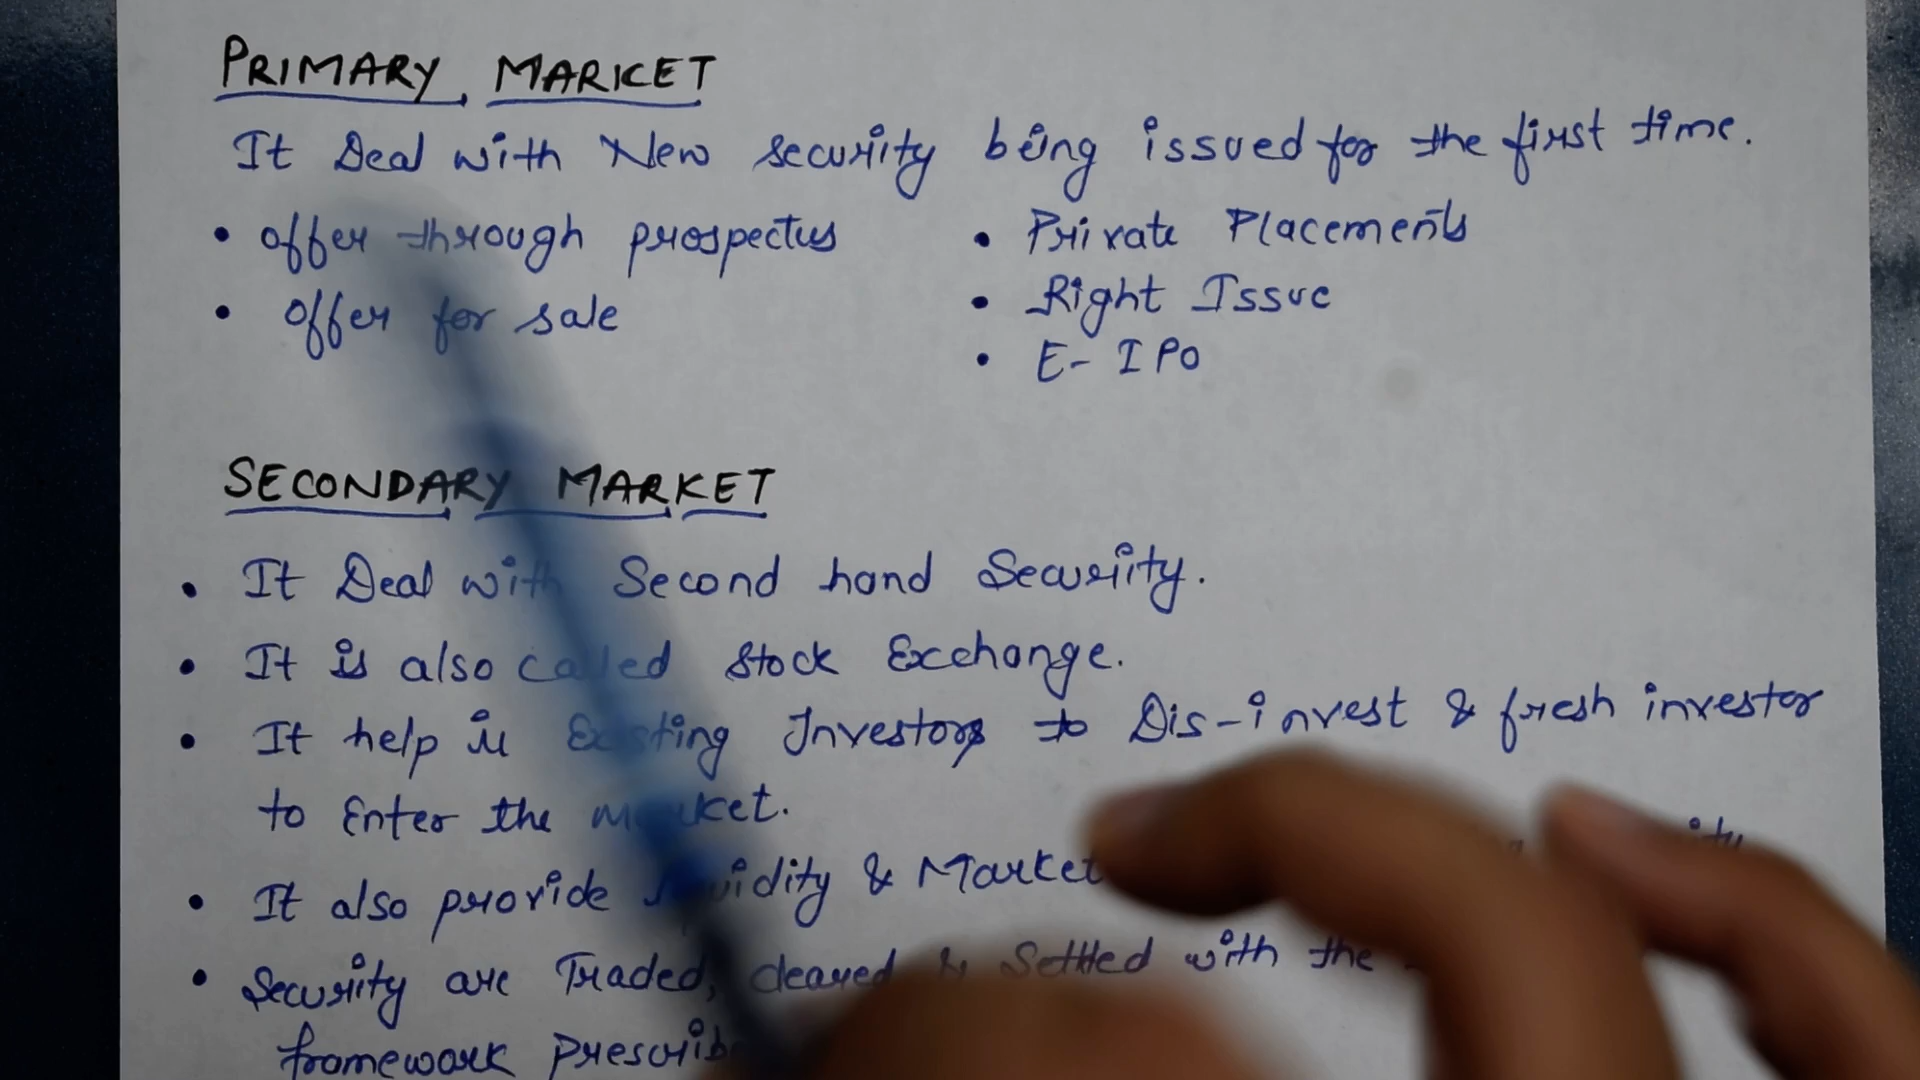 PRIMARY MARKET
It Deal with New security being issued for the first time.
• offer through prospectus
• offer for sale
• Private Placements
• Right Issue
• E-IPO
SECONDARY MARKET
• It Deal with Second hand Security.
• It is also called Stock Exchange.
• It help in Existing Investors to Dis-invest & fresh investor
to Enter the market.
• It also provide liquidity & Market
• Security are Traded, cleared & Settled with the
framework